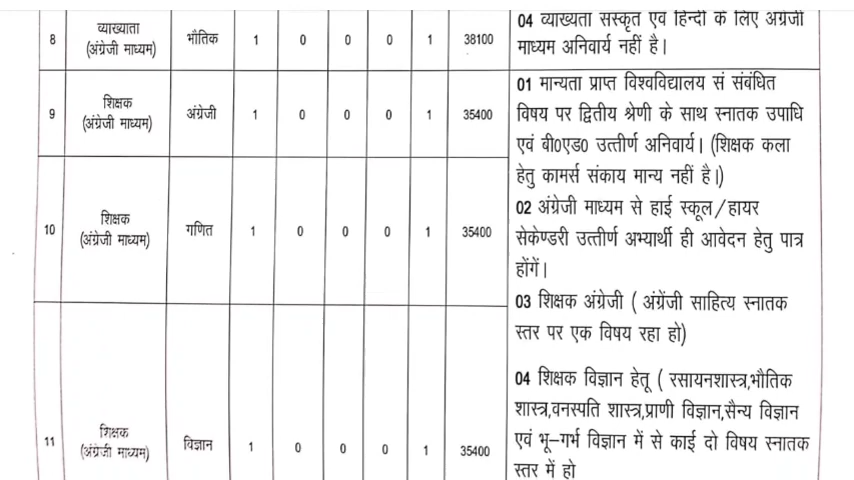 8 व्याख्याता (अंग्रेजी माध्यम) भौतिक 1 0 0 0 1 38100
04 व्याख्यता संस्कृत एवं हिन्दी के लिए अंग्रेजी
माध्यम अनिवार्य नहीं है।
9 शिक्षक (अंग्रेजी माध्यम) अंग्रेजी 1 0 0 0 1 35400
01 मान्यता प्राप्त विश्वविद्यालय सं संबंधित
विषय पर द्वितीय श्रेणी के साथ स्नातक उपाधि
एवं बी0एड0 उत्तीर्ण अनिवार्य। (शिक्षक कला
हेतु कामर्स संकाय मान्य नहीं है।)
10 शिक्षक (अंग्रेजी माध्यम) गणित 1 0 0 0 1 35400
02 अंग्रेजी माध्यम से हाई स्कूल/हायर
सेकेण्डरी उत्तीर्ण अभ्यार्थी ही आवेदन हेतु पात्र
होंगें।
03 शिक्षक अंग्रेजी ( अंग्रेंजी साहित्य स्नातक
स्तर पर एक विषय रहा हो)
11 शिक्षक (अंग्रेजी माध्यम) विज्ञान 1 0 0 0 1 35400
04 शिक्षक विज्ञान हेतू ( रसायनशास्त्र,भौतिक
शास्त्र,वनस्पति शास्त्र,प्राणी विज्ञान,सैन्य विज्ञान
एवं भू–गर्भ विज्ञान में से काई दो विषय स्नातक
स्तर में हो